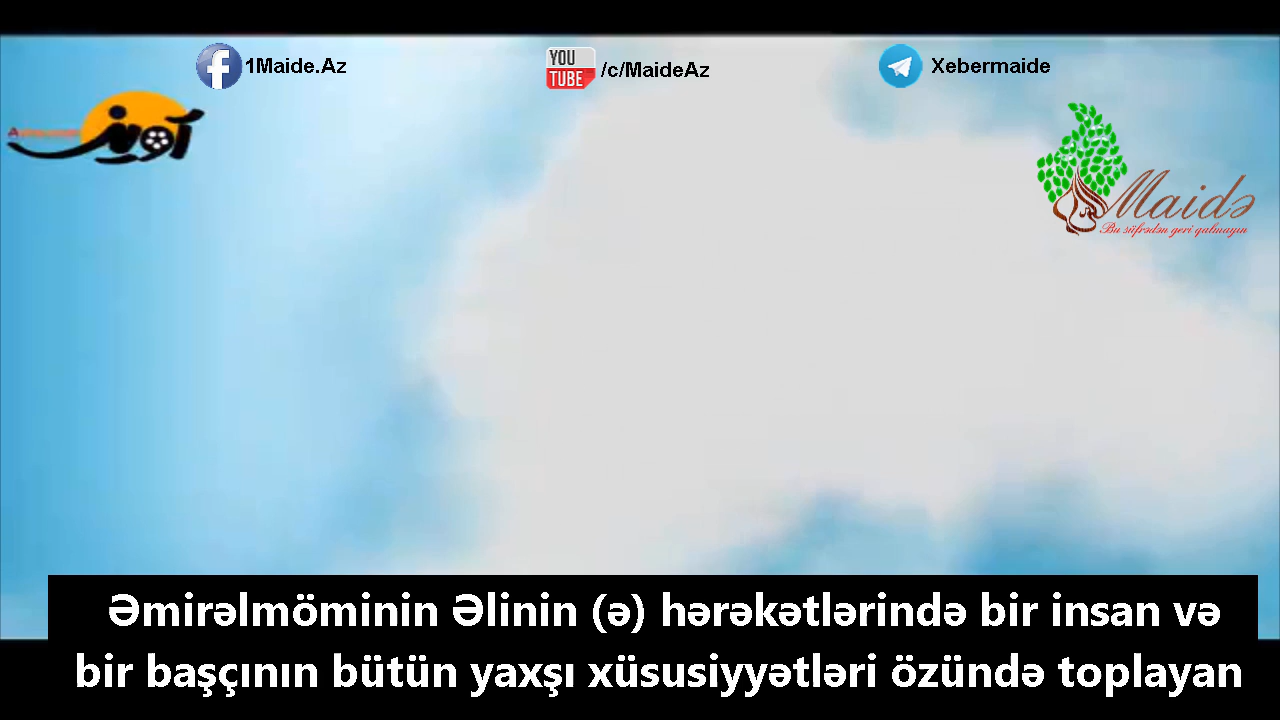 1Maide.Az
YOU
TUBE
/c/MaideAz
Xebermaide
آوینی
Maidə
Bu süfrədən geri qalmayın
Əmirəlmöminin Əlinin (ə) hərəkətlərində bir insan və
bir başçının bütün yaxşı xüsusiyyətləri özündə toplayan